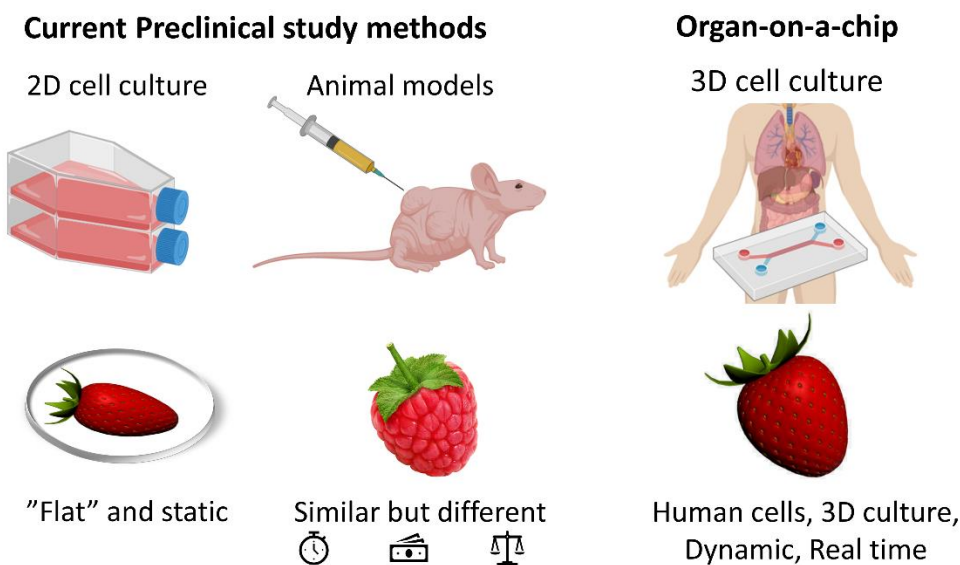 Current Preclinical study methods
Organ-on-a-chip
2D cell culture
Animal models
3D cell culture
”Flat” and static
Similar but different
Human cells, 3D culture,
Dynamic, Real time